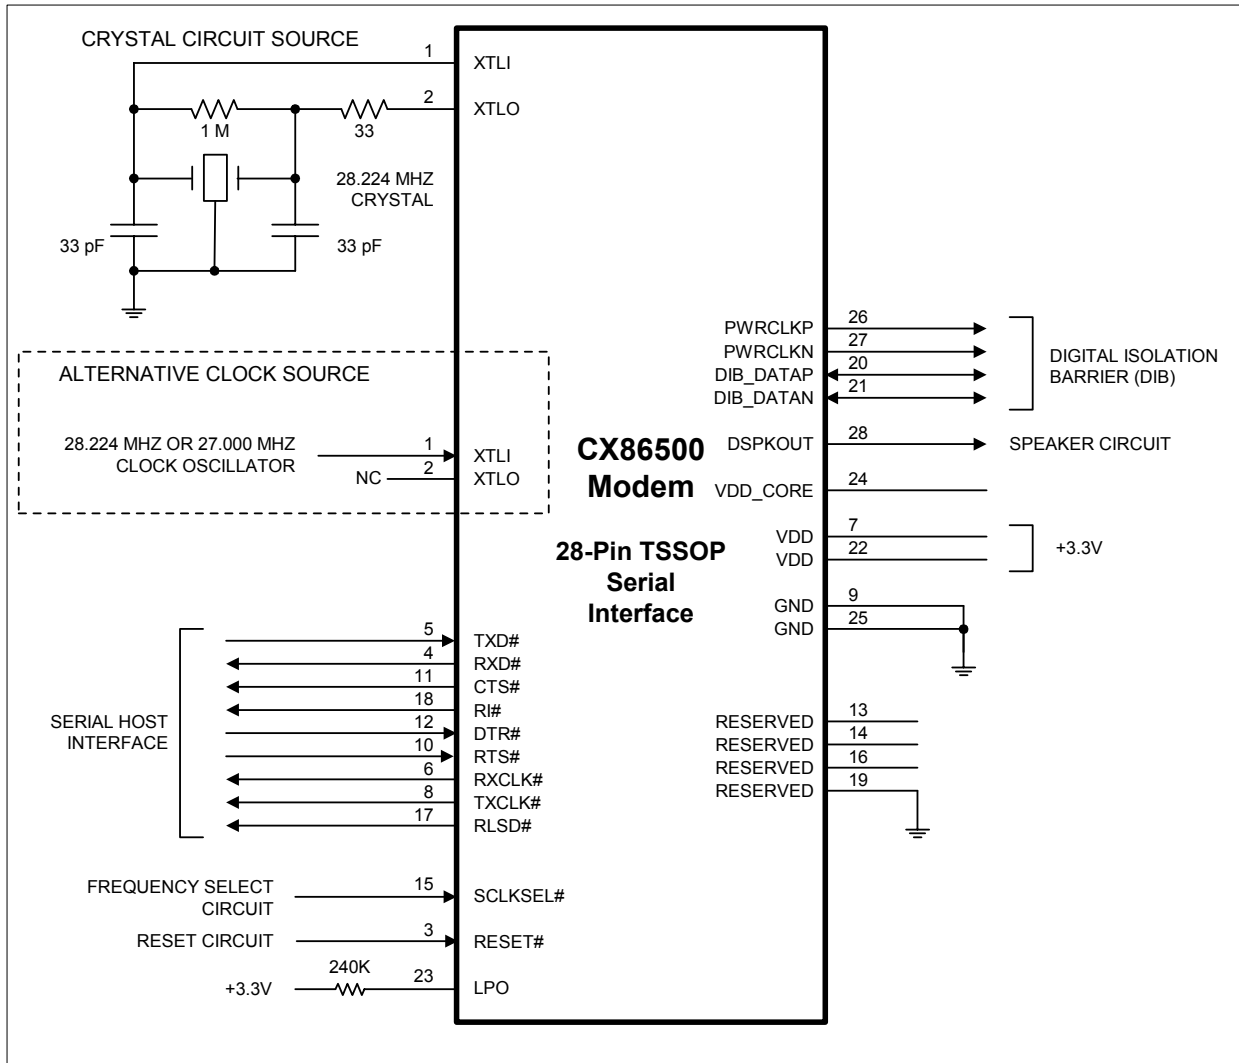 CRYSTAL CIRCUIT SOURCE
1
XTLI
2
XTLO
1 M
33
28.224 MHZ
CRYSTAL
33 pF
33 pF
ALTERNATIVE CLOCK SOURCE
28.224 MHZ OR 27.000 MHZ
CLOCK OSCILLATOR
1
XTLI
NC
2
XTLO
SERIAL HOST
INTERFACE
5
TXD#
4
RXD#
11
CTS#
18
RI#
12
DTR#
10
RTS#
6
RXCLK#
8
TXCLK#
17
RLSD#
FREQUENCY SELECT
CIRCUIT
15
SCLKSEL#
RESET CIRCUIT
3
RESET#
+3.3V
240K
23
LPO
CX86500
Modem
28-Pin TSSOP
Serial
Interface
PWRCLKP
26
PWRCLKN
27
DIB_DATAP
20
DIB_DATAN
21
DIGITAL ISOLATION
BARRIER (DIB)
DSPKOUT
28
SPEAKER CIRCUIT
VDD_CORE
24
VDD
7
VDD
22
+3.3V
GND
9
GND
25
RESERVED
13
RESERVED
14
RESERVED
16
RESERVED
19